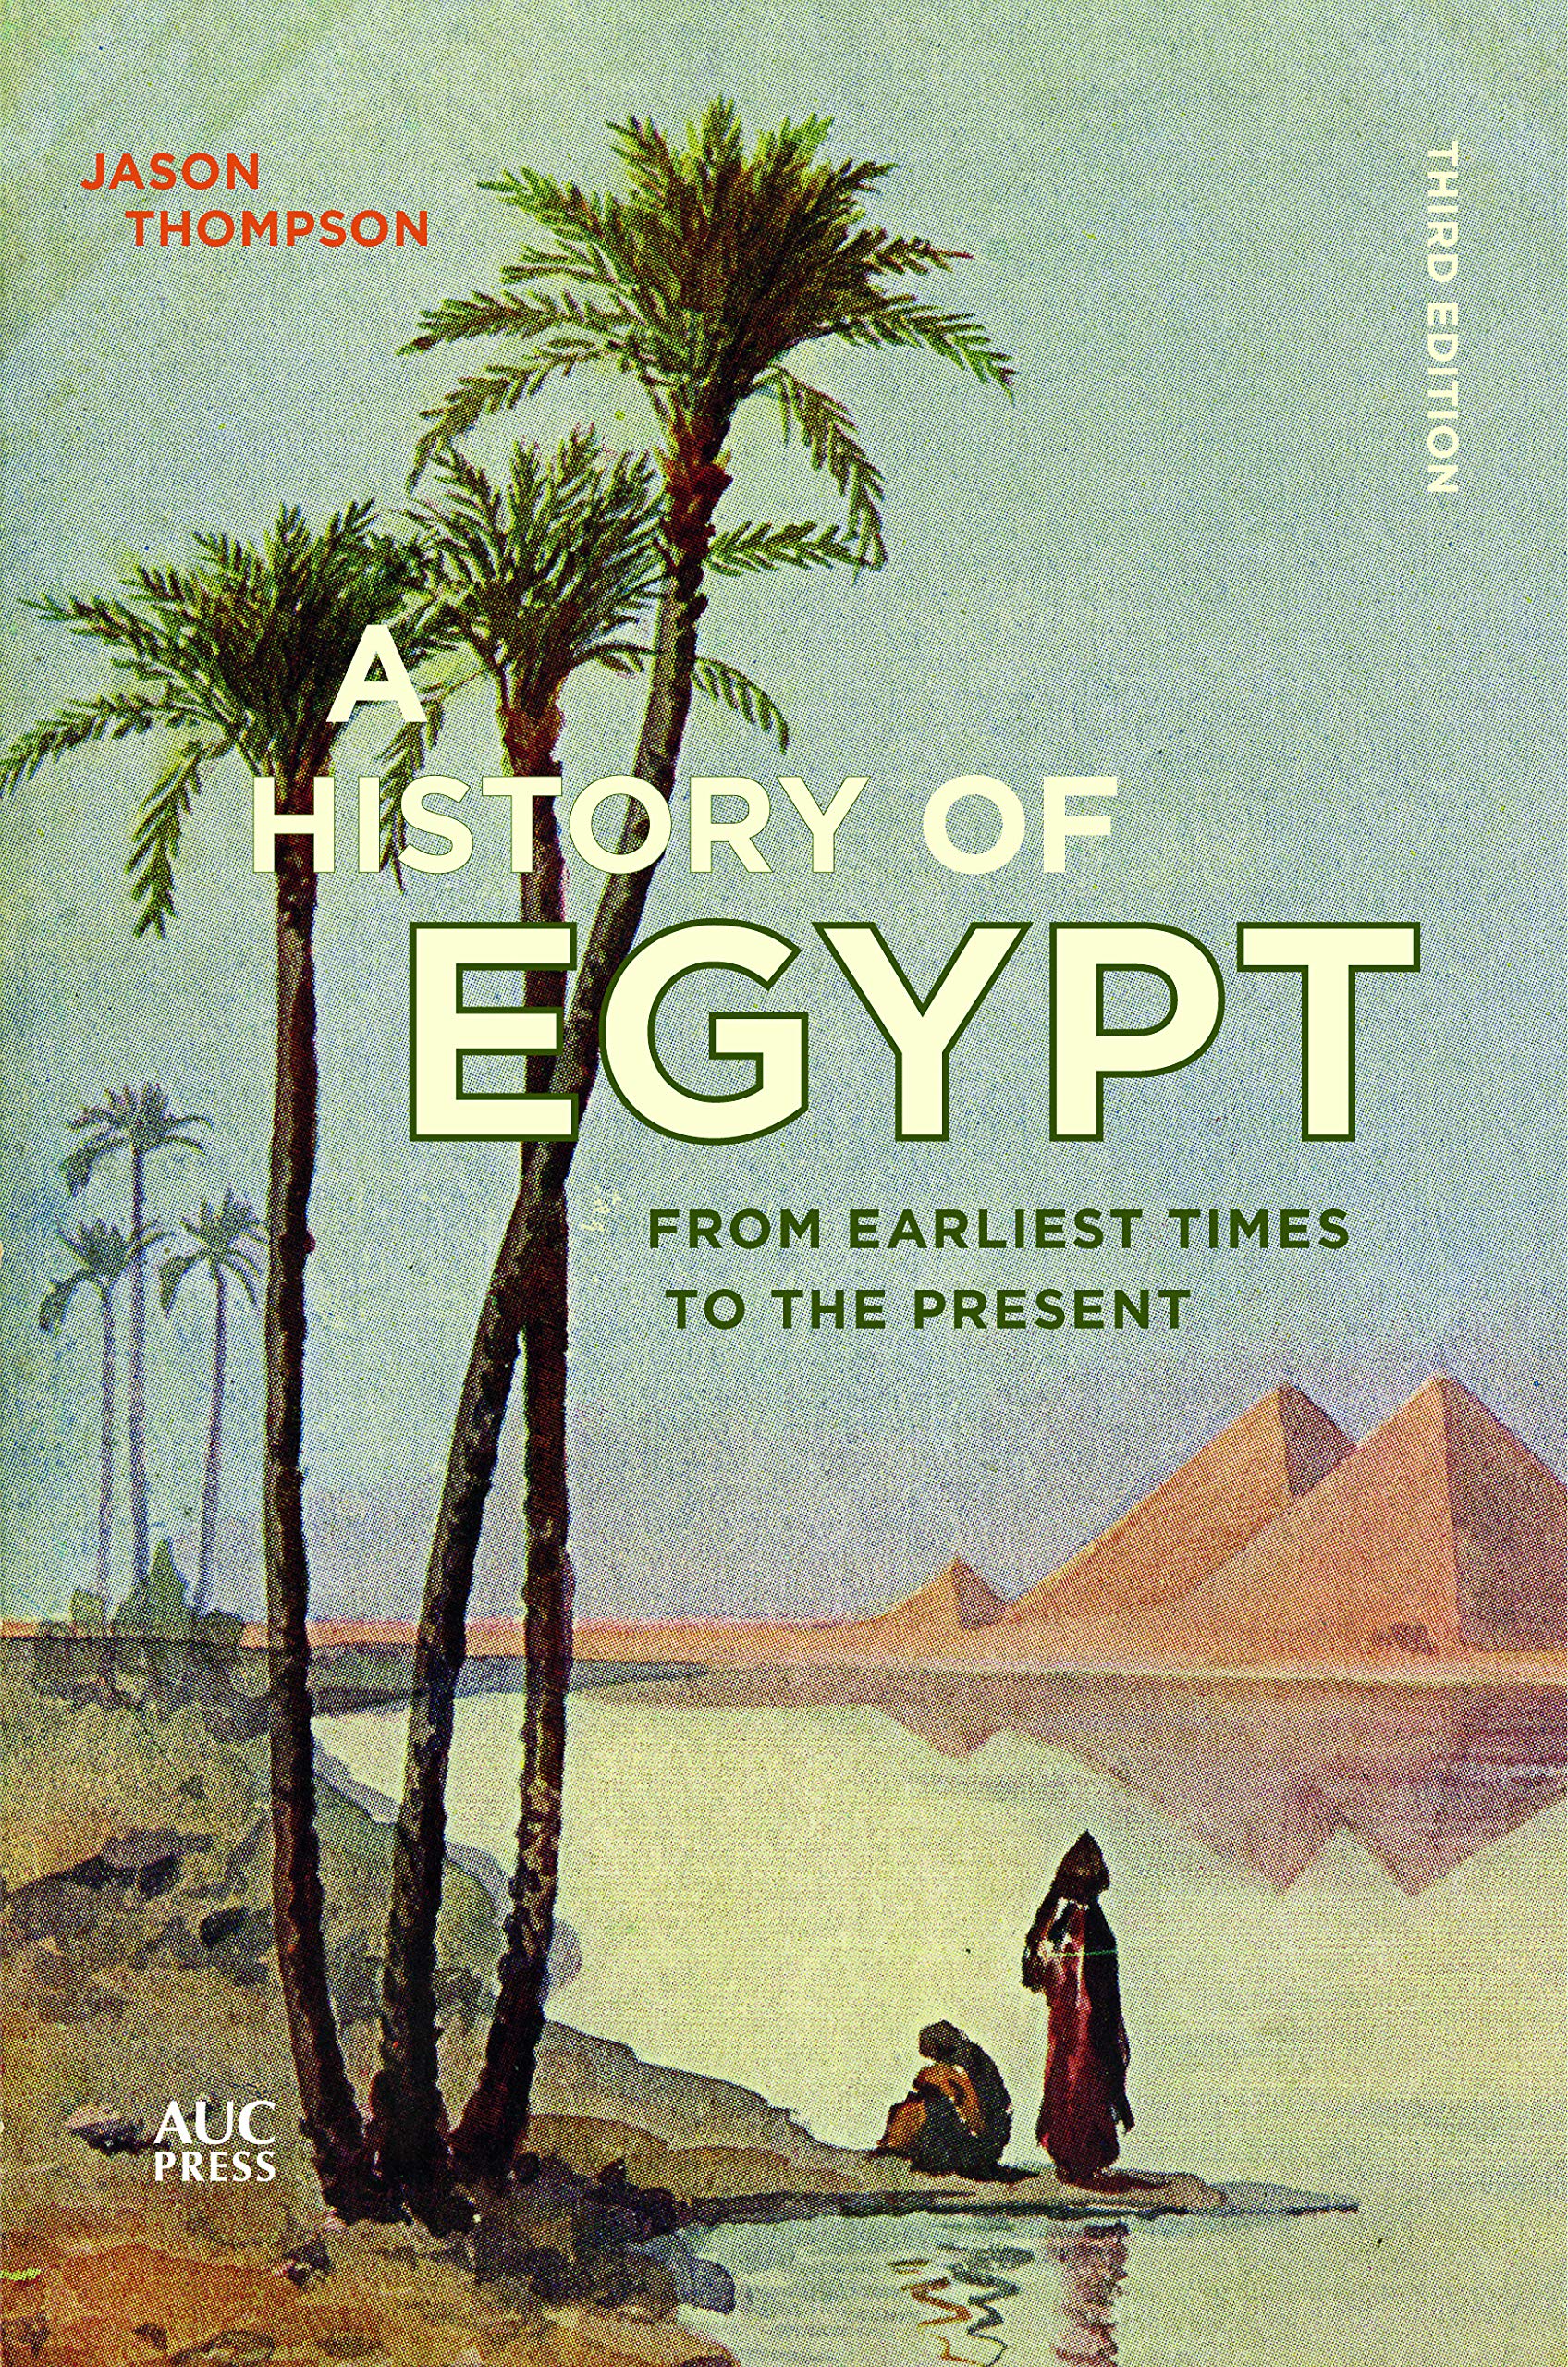 JASON
THOMPSON
THIRD EDITION
A
HISTORY OF
EGYPT
FROM EARLIEST TIMES
TO THE PRESENT
AUC
PRESS